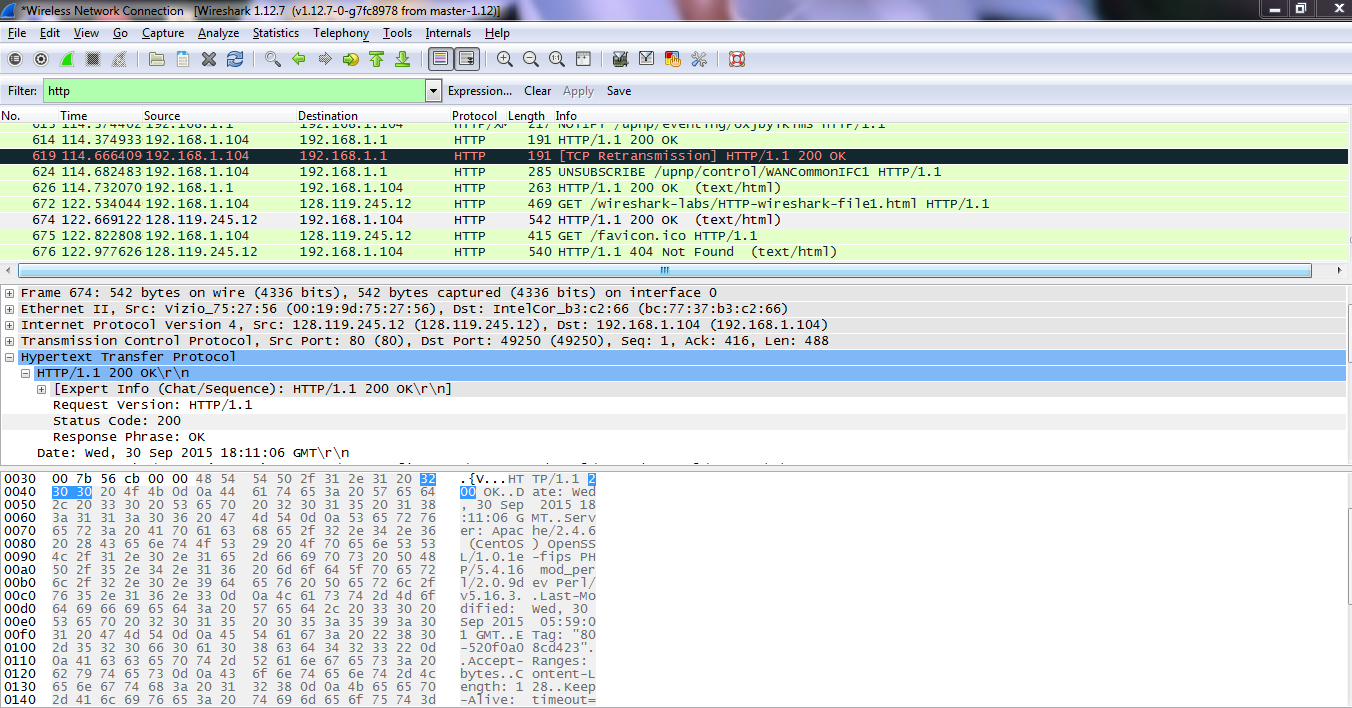 *Wireless Network Connection [Wireshark 1.12.7 (v1.12.7-0-g7fc8978 from master-1.12)]
File Edit View Go Capture Analyze Statistics Telephony Tools Internals Help
Filter: http Expression... Clear Apply Save
No. Time Source Destination Protocol Length Info
613 114.374402 192.168.1.1 192.168.1.104 217 NOTIFY HTTP/1.1
614 114.374933 192.168.1.104 192.168.1.1 HTTP 191 HTTP/1.1 200 OK
619 114.666409 192.168.1.104 192.168.1.1 HTTP 191 [TCP Retransmission] HTTP/1.1 200 OK
624 114.682483 192.168.1.104 192.168.1.1 HTTP 285 UNSUBSCRIBE /upnp/control/WANCommonIFC1 HTTP/1.1
626 114.732070 192.168.1.1 192.168.1.104 HTTP 263 HTTP/1.1 200 OK (text/html)
672 122.534044 192.168.1.104 128.119.245.12 HTTP 469 GET /wireshark-labs/HTTP-wireshark-file1.html HTTP/1.1
674 122.669122 128.119.245.12 192.168.1.104 HTTP 542 HTTP/1.1 200 OK (text/html)
675 122.822808 192.168.1.104 128.119.245.12 HTTP 415 GET /favicon.ico HTTP/1.1
676 122.977626 128.119.245.12 192.168.1.104 HTTP 540 HTTP/1.1 404 Not Found (text/html)
Frame 674: 542 bytes on wire (4336 bits), 542 bytes captured (4336 bits) on interface 0
Ethernet II, Src: Vizio_75:27:56 (00:19:9d:75:27:56), Dst: IntelCor_b3:c2:66 (bc:77:37:b3:c2:66)
Internet Protocol Version 4, Src: 128.119.245.12 (128.119.245.12), Dst: 192.168.1.104 (192.168.1.104)
Transmission Control Protocol, Src Port: 80 (80), Dst Port: 49250 (49250), Seq: 1, Ack: 416, Len: 488
Hypertext Transfer Protocol
HTTP/1.1 200 OK\r\n
[Expert Info (Chat/Sequence): HTTP/1.1 200 OK\r\n]
Request Version: HTTP/1.1
Status Code: 200
Response Phrase: OK
Date: Wed, 30 Sep 2015 18:11:06 GMT\r\n
0030 00 7b 56 cb 00 00 48 54 54 50 2f 31 2e 31 20 32 .{V...HT TP/1.1 2
0040 30 30 20 4f 4b 0d 0a 44 61 74 65 3a 20 57 65 64 00 OK..D ate: Wed
0050 2c 20 33 30 20 53 65 70 20 32 30 31 35 20 31 38 , 30 Sep  2015 18
0060 3a 31 31 3a 30 36 20 47 4d 54 0d 0a 53 65 72 76 :11:06 G MT..Serv
0070 65 72 3a 20 41 70 61 63 68 65 2f 32 2e 34 2e 36 er: Apac he/2.4.6
0080 20 28 43 65 6e 74 4f 53 29 20 4f 70 65 6e 53 53  (CentOS ) OpenSS
0090 4c 2f 31 2e 30 2e 31 65 2d 66 69 70 73 20 50 48 L/1.0.1e -fips PH
00a0 50 2f 35 2e 34 2e 31 36 20 6d 6f 64 5f 70 65 72 P/5.4.16  mod_per
00b0 6c 2f 32 2e 30 2e 39 64 65 76 20 50 65 72 6c 2f l/2.0.9d ev Perl/
00c0 76 35 2e 31 36 2e 33 0d 0a 4c 61 73 74 2d 4d 6f v5.16.3. .Last-Mo
00d0 64 69 66 69 65 64 3a 20 57 65 64 2c 20 33 30 20 dified:  Wed, 30
00e0 53 65 70 20 32 30 31 35 20 30 35 3a 35 39 3a 30 Sep 2015  05:59:0
00f0 31 20 47 4d 54 0d 0a 45 54 61 67 3a 20 22 38 30 1 GMT..E Tag: "80
0100 2d 35 32 30 66 30 61 30 38 63 64 34 32 33 22 0d -520f0a0 8cd423".
0110 0a 41 63 63 65 70 74 2d 52 61 6e 67 65 73 3a 20 .Accept- Ranges:
0120 62 79 74 65 73 0d 0a 43 6f 6e 74 65 6e 74 2d 4c bytes..C ontent-L
0130 65 6e 67 74 68 3a 20 31 32 38 0d 0a 4b 65 65 70 ength: 1 28..Keep
0140 2d 41 6c 69 76 65 3a 20 74 69 6d 65 6f 75 74 3d -Alive:  timeout=